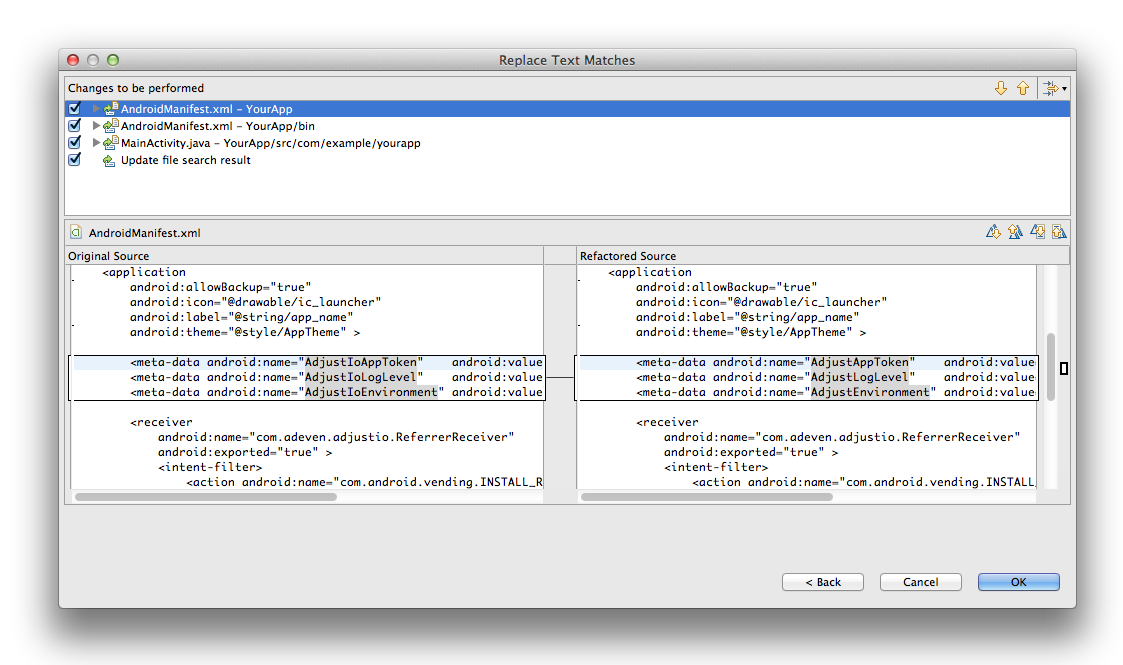 Replace Text Matches
Changes to be performed
AndroidManifest.xml – YourApp
AndroidManifest.xml – YourApp/bin
MainActivity.java – YourApp/src/com/example/yourapp
Update file search result
AndroidManifest.xml
Original Source
<application
android:allowBackup="true"
android:icon="@drawable/ic_launcher"
android:label="@string/app_name"
android:theme="@style/AppTheme" >
<meta-data android:name="AdjustIoAppToken" android:value
<meta-data android:name="AdjustIoLogLevel" android:value
<meta-data android:name="AdjustIoEnvironment" android:value
<receiver
android:name="com.adeven.adjustio.ReferrerReceiver"
android:exported="true" >
<intent-filter>
<action android:name="com.android.vending.INSTALL_R
Refactored Source
<application
android:allowBackup="true"
android:icon="@drawable/ic_launcher"
android:label="@string/app_name"
android:theme="@style/AppTheme" >
<meta-data android:name="AdjustAppToken" android:value
<meta-data android:name="AdjustLogLevel" android:value
<meta-data android:name="AdjustEnvironment" android:value
<receiver
android:name="com.adeven.adjustio.ReferrerReceiver"
android:exported="true" >
<intent-filter>
<action android:name="com.android.vending.INSTALL_
< Back
Cancel
OK